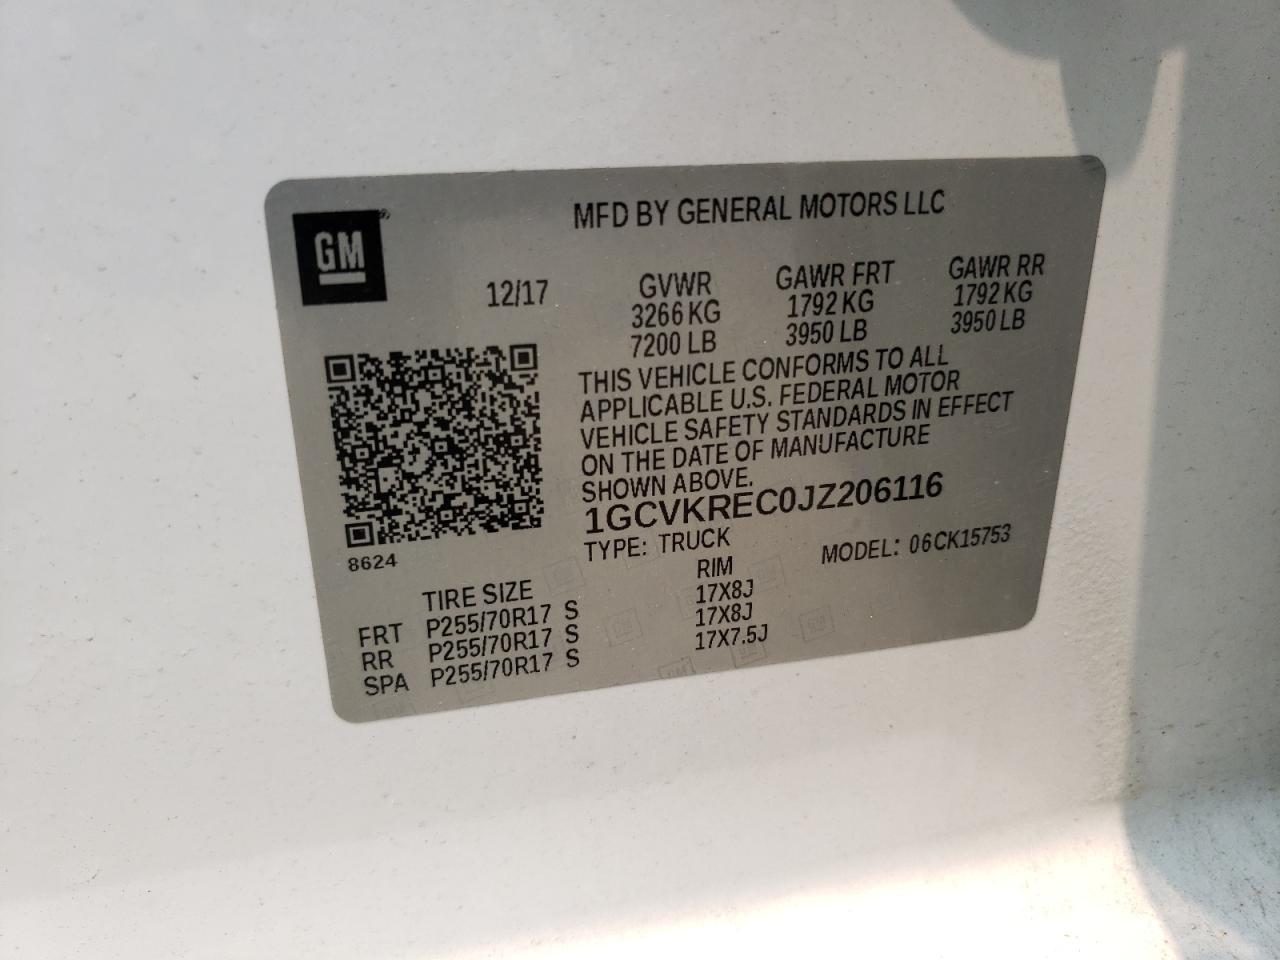 GM
MFD BY GENERAL MOTORS LLC
12/17 GVWR GAWR FRT GAWR RR
3266 KG 1792 KG 1792 KG
7200 LB 3950 LB 3950 LB
THIS VEHICLE CONFORMS TO ALL
APPLICABLE U.S. FEDERAL MOTOR
VEHICLE SAFETY STANDARDS IN EFFECT
ON THE DATE OF MANUFACTURE
SHOWN ABOVE.
1GCVKREC0JZ206116
8624
TYPE: TRUCK MODEL: 06CK15753
TIRE SIZE RIM
FRT P255/70R17 S 17X8J
RR P255/70R17 S 17X8J
SPA P255/70R17 S 17X7.5J